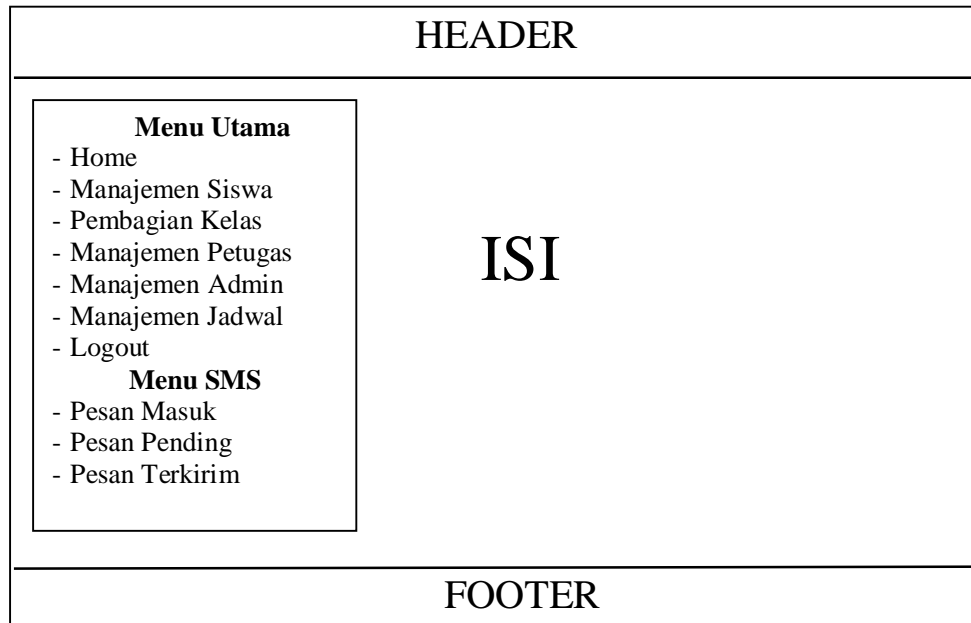 HEADER
Menu Utama
- Home
- Manajemen Siswa
- Pembagian Kelas
- Manajemen Petugas
- Manajemen Admin
- Manajemen Jadwal
- Logout
Menu SMS
- Pesan Masuk
- Pesan Pending
- Pesan Terkirim
ISI
FOOTER